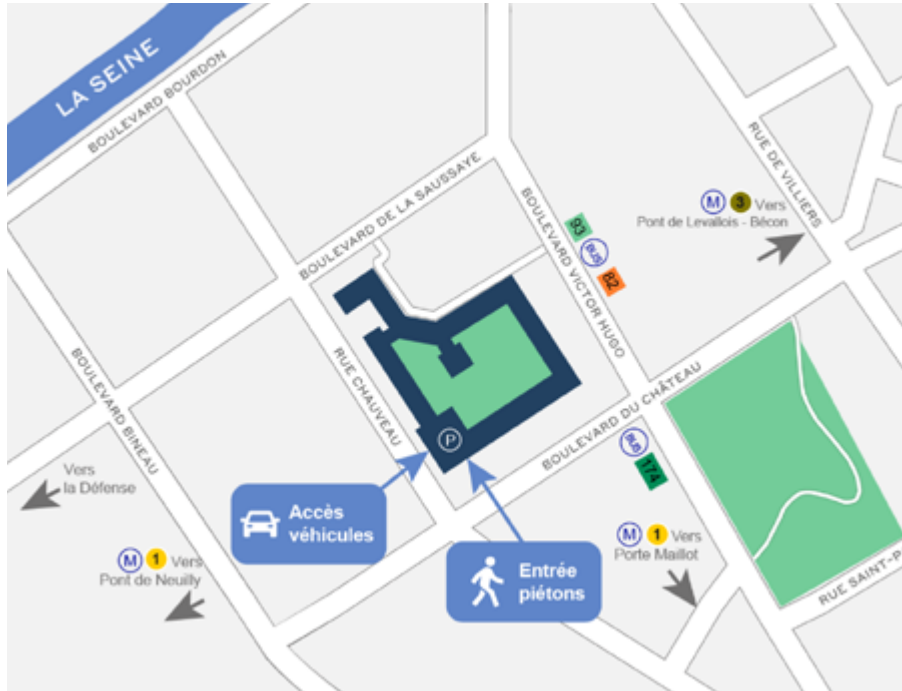 LA SEINE
BOULEVARD BOURDON
BOULEVARD DE LA SAUSSAYE
BOULEVARD VICTOR HUGO
RUE DE VILLIERS
M 3 Vers
Pont de Levallois - Bécon
93
BUS
82
BOULEVARD BINEAU
RUE CHAUVEAU
BOULEVARD DU CHÂTEAU
P
BUS
174
Vers
la Défense
Accès
véhicules
M 1 Vers
Pont de Neuilly
Entrée
piétons
M 1 Vers
Porte Maillot
RUE SAINT-P